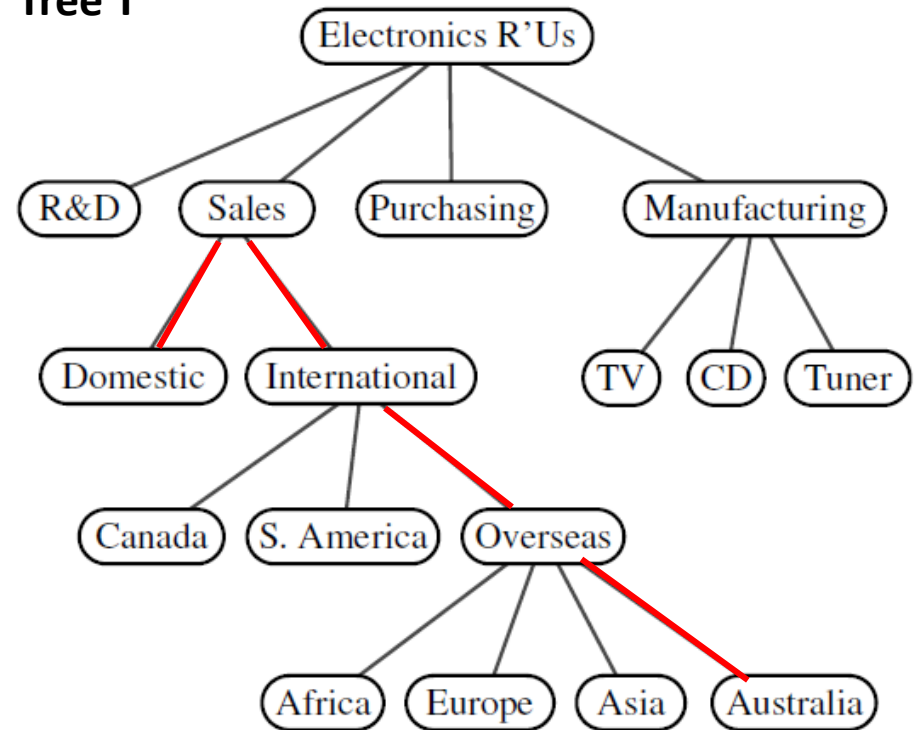 Tree 1
Electronics R'Us
R&D Sales Purchasing Manufacturing
Domestic International TV CD Tuner
Canada S. America Overseas
Africa Europe Asia Australia